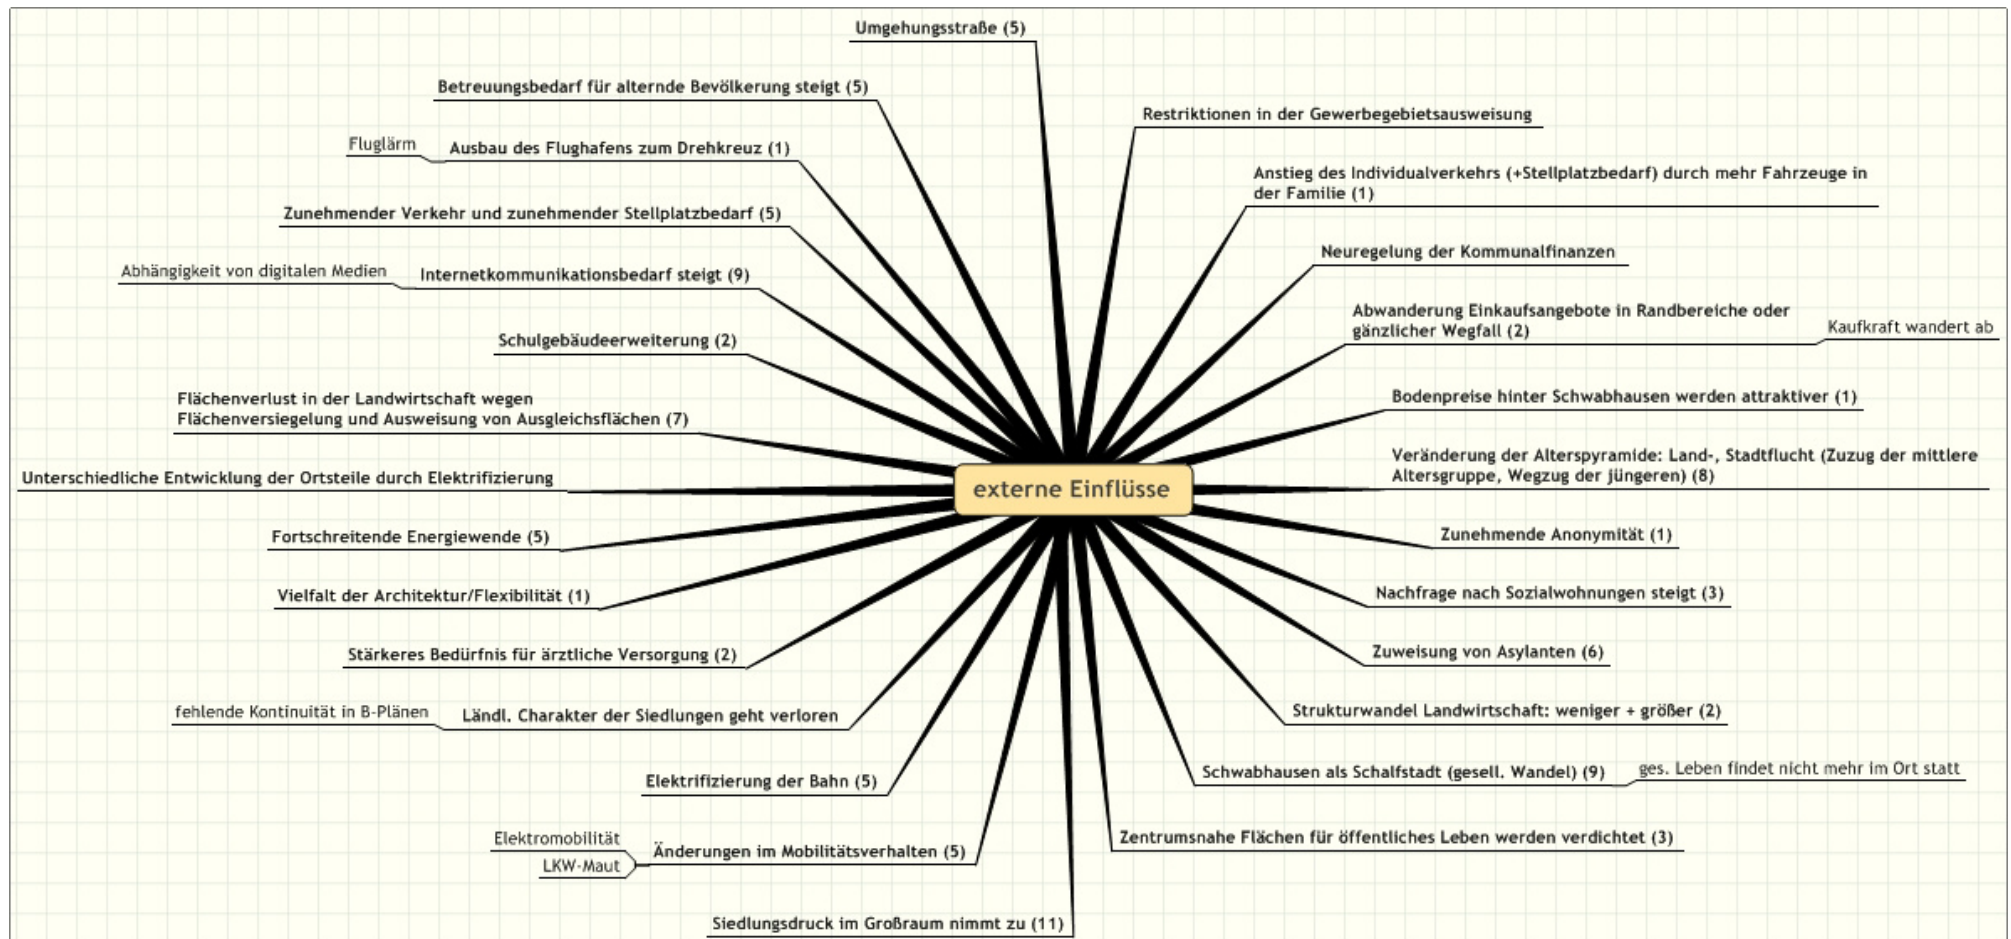 Umgehungsstraße (5)
Betreuungsbedarf für alternde Bevölkerung steigt (5)
Fluglärm
Ausbau des Flughafens zum Drehkreuz (1)
Zunehmender Verkehr und zunehmender Stellplatzbedarf (5)
Abhängigkeit von digitalen Medien
Internetkommunikationsbedarf steigt (9)
Schulgebäudeerweiterung (2)
Flächenverlust in der Landwirtschaft wegen
Flächenversiegelung und Ausweisung von Ausgleichsflächen (7)
Unterschiedliche Entwicklung der Ortsteile durch Elektrifizierung
Fortschreitende Energiewende (5)
Vielfalt der Architektur/Flexibilität (1)
Stärkeres Bedürfnis für ärztliche Versorgung (2)
fehlende Kontinuität in B-Plänen
Ländl. Charakter der Siedlungen geht verloren
Elektrifizierung der Bahn (5)
Elektromobilität
LKW-Maut
Änderungen im Mobilitätsverhalten (5)
Siedlungsdruck im Großraum nimmt zu (11)
externe Einflüsse
Restriktionen in der Gewerbegebietsausweisung
Anstieg des Individualverkehrs (+Stellplatzbedarf) durch mehr Fahrzeuge in
der Familie (1)
Neuregelung der Kommunalfinanzen
Abwanderung Einkaufsangebote in Randbereiche oder
gänzlicher Wegfall (2)
Kaufkraft wandert ab
Bodenpreise hinter Schwabhausen werden attraktiver (1)
Veränderung der Alterspyramide: Land-, Stadtflucht (Zuzug der mittlere
Altersgruppe, Wegzug der jüngeren) (8)
Zunehmende Anonymität (1)
Nachfrage nach Sozialwohnungen steigt (3)
Zuweisung von Asylanten (6)
Strukturwandel Landwirtschaft: weniger + größer (2)
Schwabhausen als Schalfstadt (gesell. Wandel) (9)
ges. Leben findet nicht mehr im Ort statt
Zentrumsnahe Flächen für öffentliches Leben werden verdichtet (3)